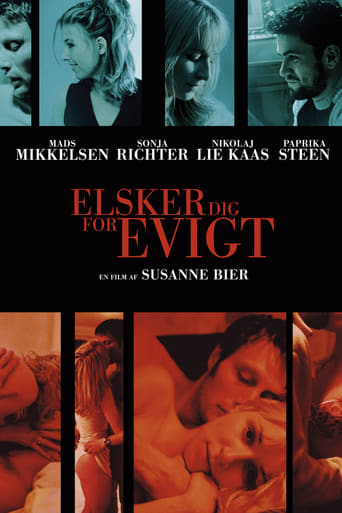 MADS MIKKELSEN
SONJA RICHTER
NIKOLAJ LIE KAAS
PAPRIKA STEEN
ELSKER DIG
FOR EVIGT
EN FILM AF SUSANNE BIER